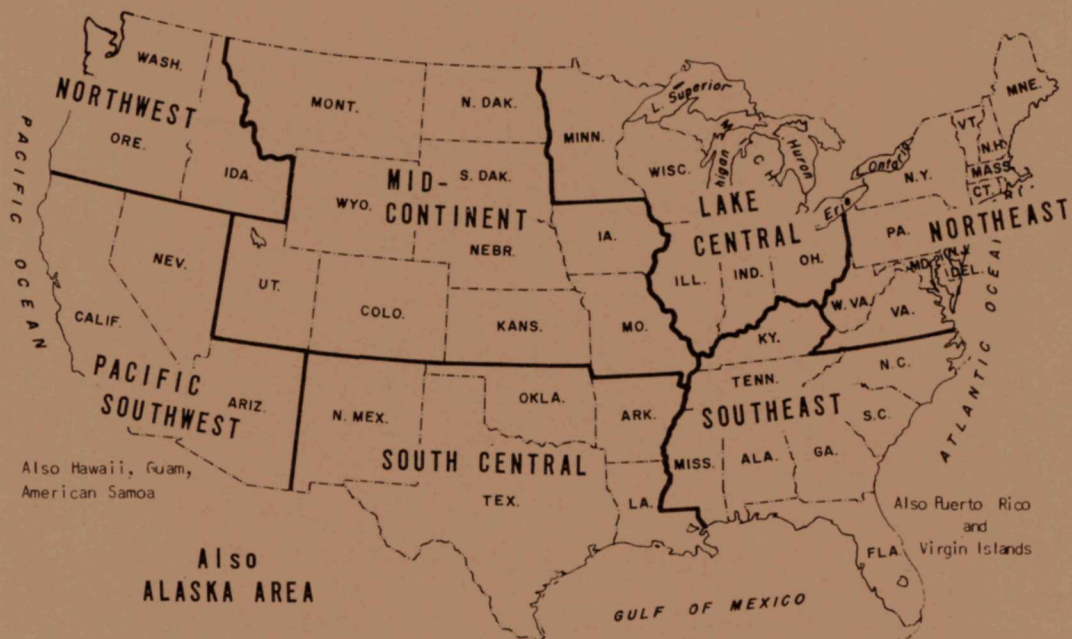 WASH.
NORTHWEST
ORE.
IDA.
MONT.
N. DAK.
S. DAK.
MID-
CONTINENT
WYO.
NEBR.
MINN.
WISC.
L. Superior
M
higan
C H
Huron
Ontario
Erie
LAKE
CENTRAL
IA.
ILL.
IND.
OH.
MNE.
VT.
N.H.
MASS.
CT.
R.I.
N.Y.
PA.
NORTHEAST
N.J.
MD.
DEL.
W. VA.
VA.
PACIFIC OCEAN
NEV.
UT.
COLO.
KANS.
MO.
KY.
CALIF.
PACIFIC
SOUTHWEST
ARIZ.
N. MEX.
OKLA.
ARK.
TENN.
N.C.
SOUTHEAST
S.C.
MISS.
ALA.
GA.
ATLANTIC OCEAN
SOUTH CENTRAL
TEX.
LA.
FLA.
Also Hawaii, Guam,
American Samoa
Also Puerto Rico
and
Virgin Islands
Also
ALASKA AREA
GULF OF MEXICO